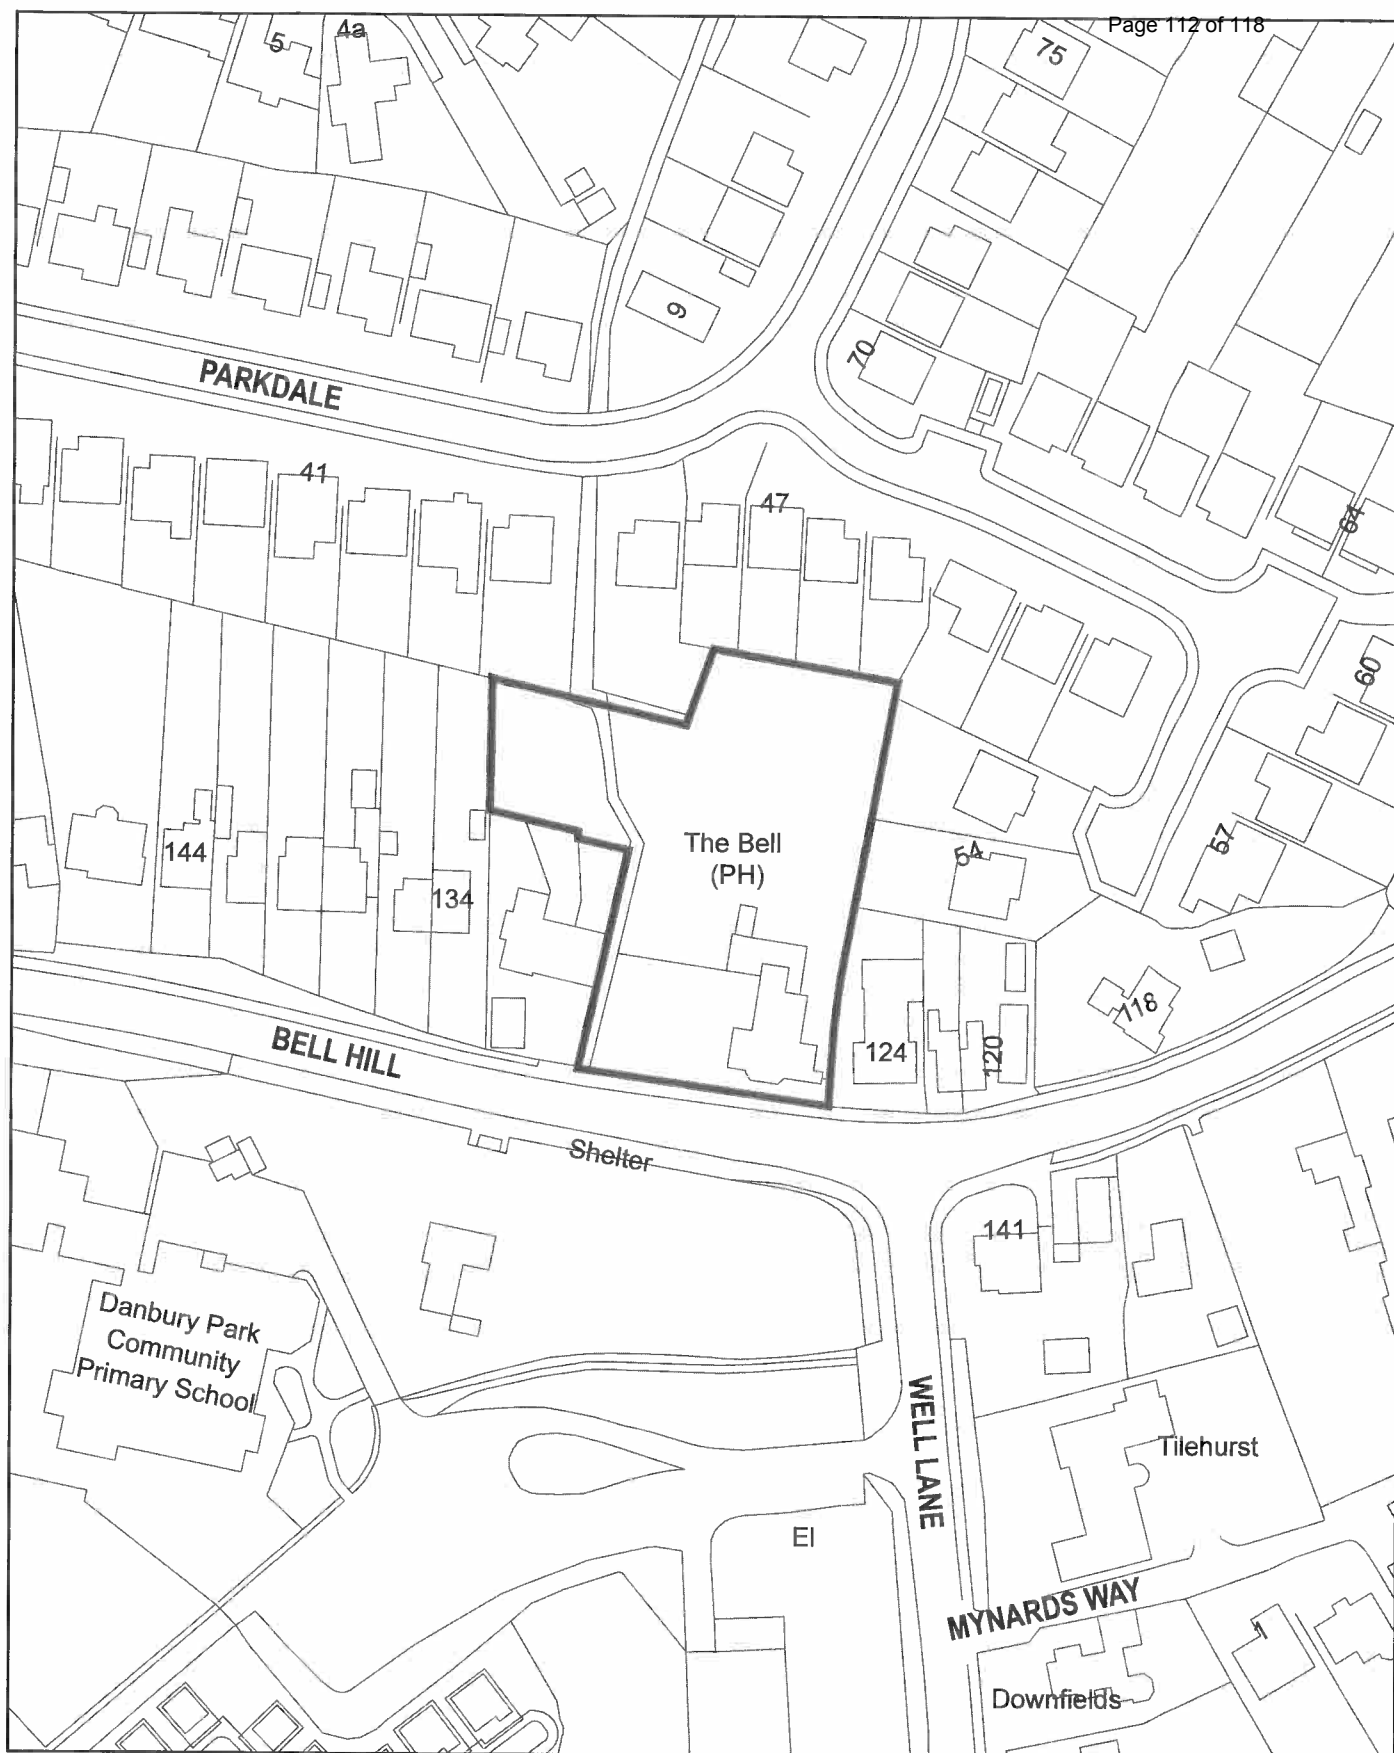 Page 112 of 118
5
4a
75
9
70
PARKDALE
41
47
64
60
The Bell
(PH)
144
134
54
57
118
124
120
BELL HILL
Shelter
141
Danbury Park
Community
Primary School
WELL LANE
Tilehurst
El
MYNARDS WAY
1
Downfields